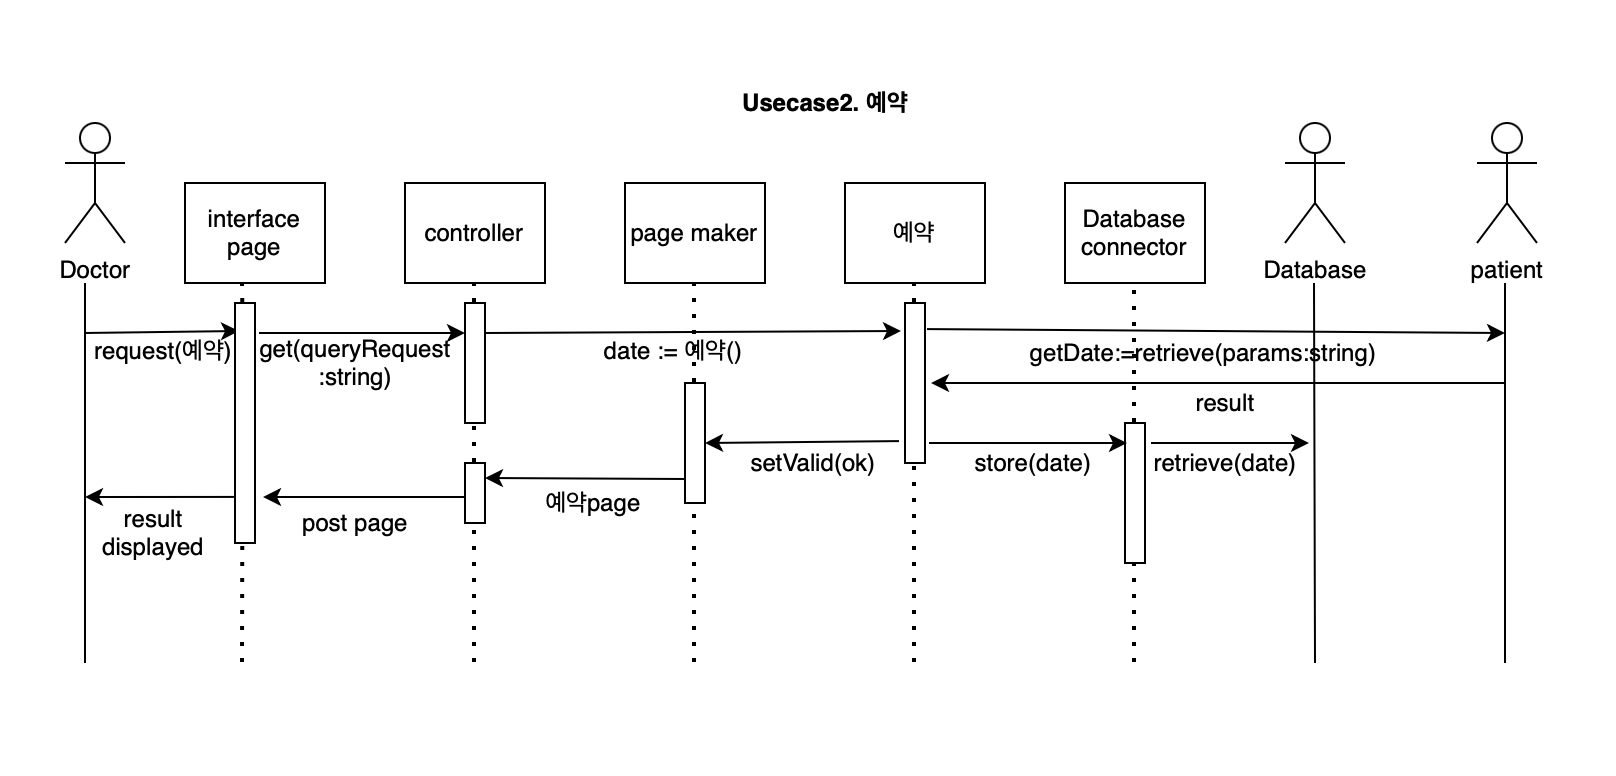 Usecase2. 예약
Doctor
interface
page
controller
page maker
예약
Database
connector
Database
patient
request(예약)
get(queryRequest
:string)
date := 예약()
getDate:=retrieve(params:string)
result
setValid(ok)
store(date)
retrieve(date)
예약page
post page
result
displayed